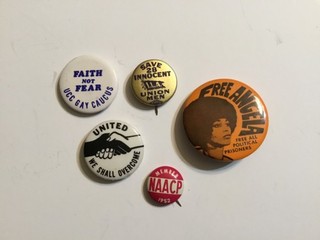 FAITH
NOT
FEAR
UCC GAY CAUCUS
SAVE
28
INNOCENT
UNION
MEN
FREE ANGELA
FREE ALL
POLITICAL
PRISONERS
UNITED
WE SHALL OVERCOME
MEMBER
NAACP